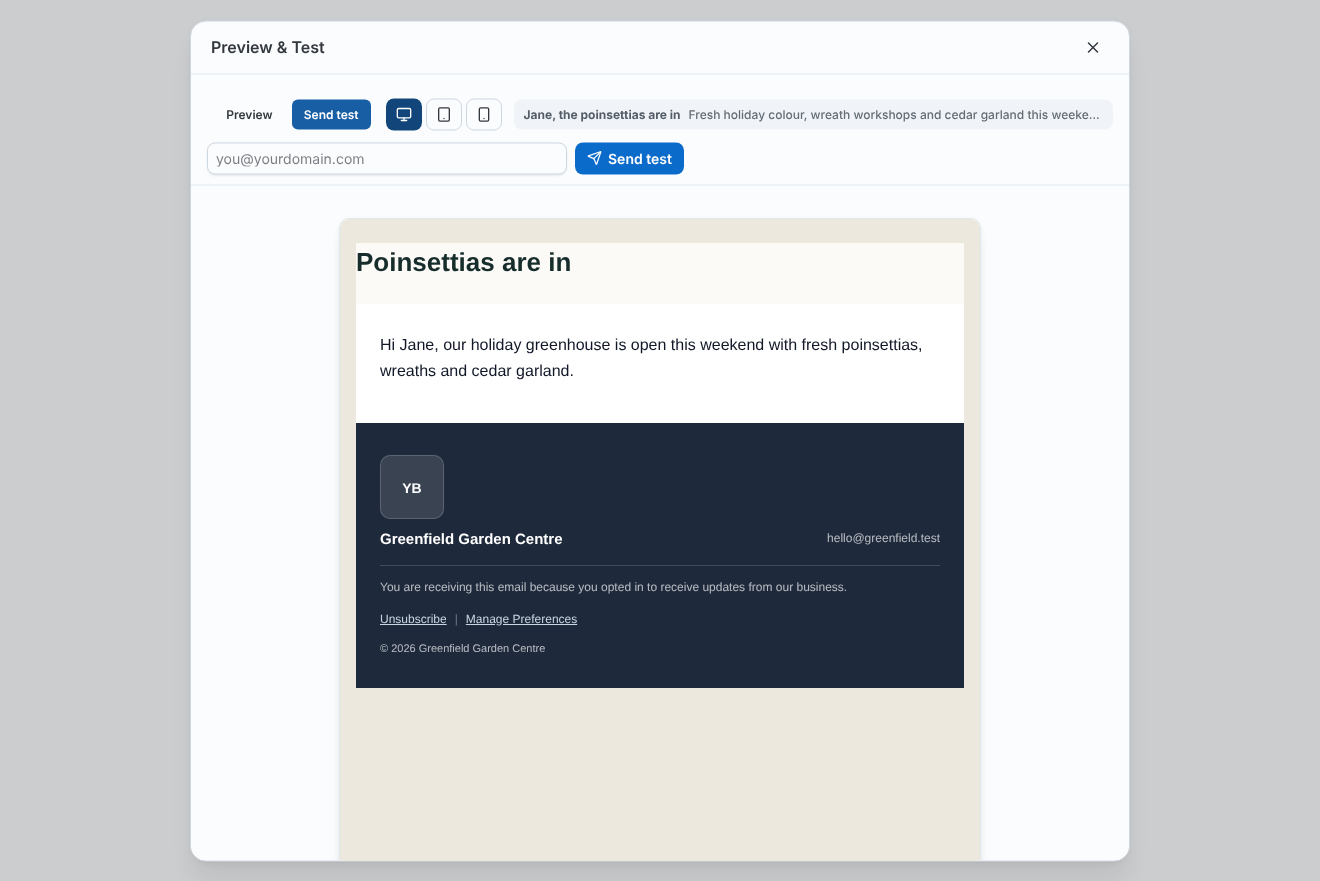 Preview & Test
Preview
Send test
Jane, the poinsettias are in Fresh holiday colour, wreath workshops and cedar garland this weeke...
you@yourdomain.com
Send test
Poinsettias are in
Hi Jane, our holiday greenhouse is open this weekend with fresh poinsettias,
wreaths and cedar garland.
YB
Greenfield Garden Centre
hello@greenfield.test
You are receiving this email because you opted in to receive updates from our business.
Unsubscribe | Manage Preferences
© 2026 Greenfield Garden Centre